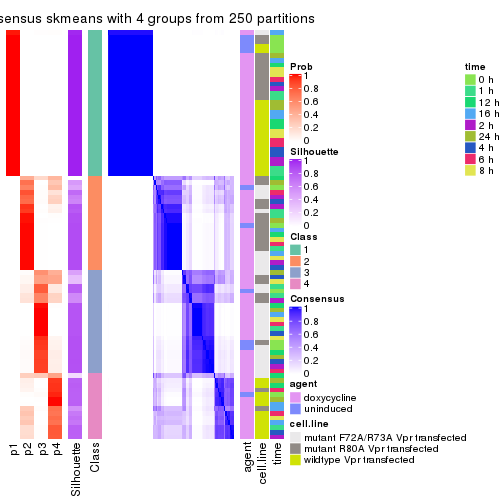 sensus skmeans with 4 groups from 250 partitions
Prob
1
0.8
0.6
0.4
0.2
0
Silhouette
1
0.8
0.6
0.4
0.2
0
Class
1
2
3
4
Consensus
1
0.8
0.6
0.4
0.2
0
agent
doxycycline
uninduced
cell.line
mutant F72A/R73A Vpr transfected
mutant R80A Vpr transfected
wildtype Vpr transfected
time
0 h
1 h
12 h
16 h
2 h
24 h
4 h
6 h
8 h
p1
p2
p3
p4
Silhouette
Class
agent
cell.line
time